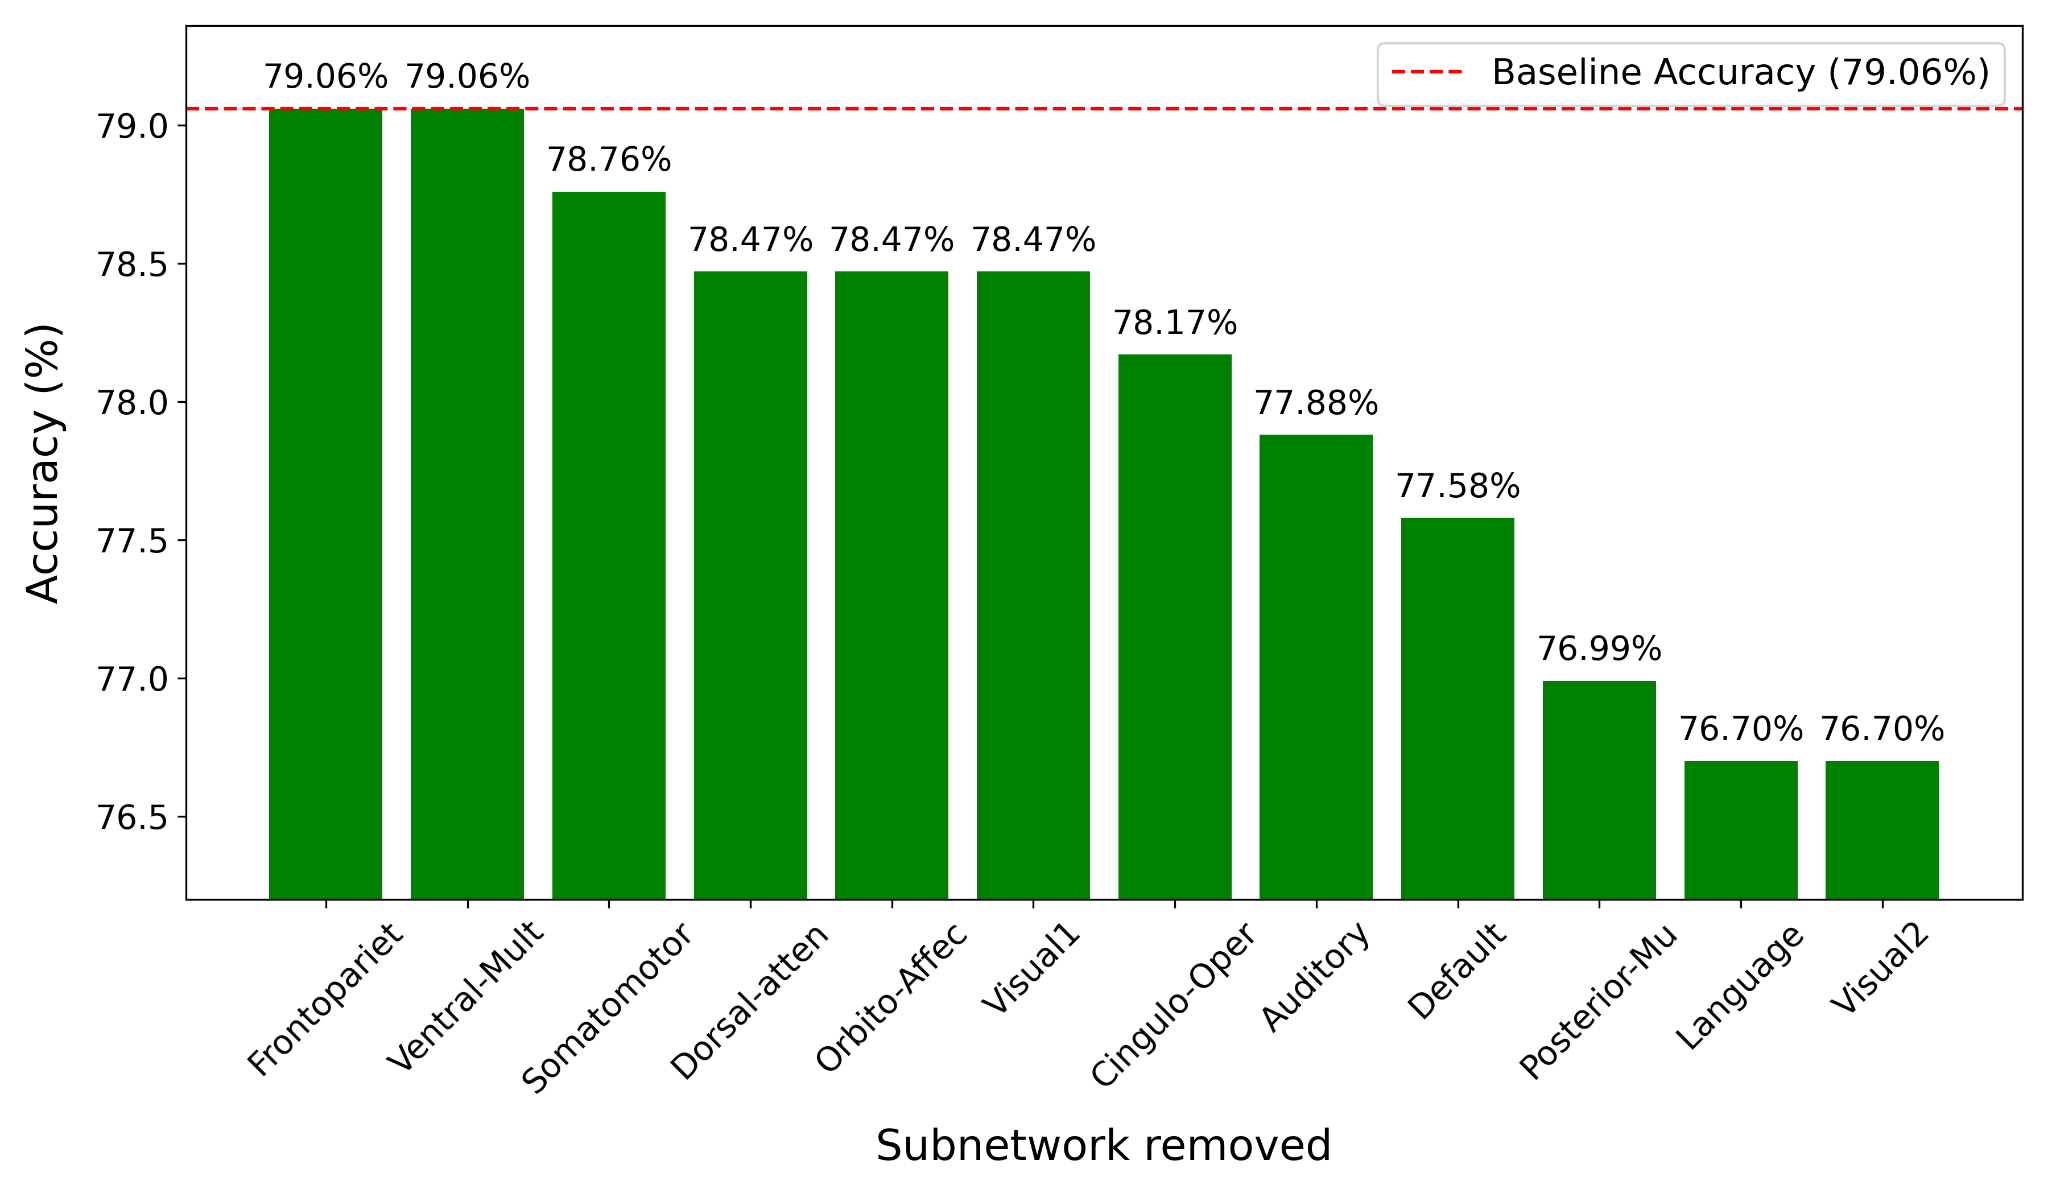 79.06% 79.06%
Baseline Accuracy (79.06%)
78.76%
78.47% 78.47% 78.47%
78.17%
77.88%
77.58%
76.99%
76.70% 76.70%
79.0
78.5
78.0
77.5
77.0
76.5
Accuracy (%)
Frontopariet
Ventral-Mult
Somatomotor
Dorsal-atten
Orbito-Affec
Visual1
Cingulo-Oper
Auditory
Default
Posterior-Mu
Language
Visual2
Subnetwork removed